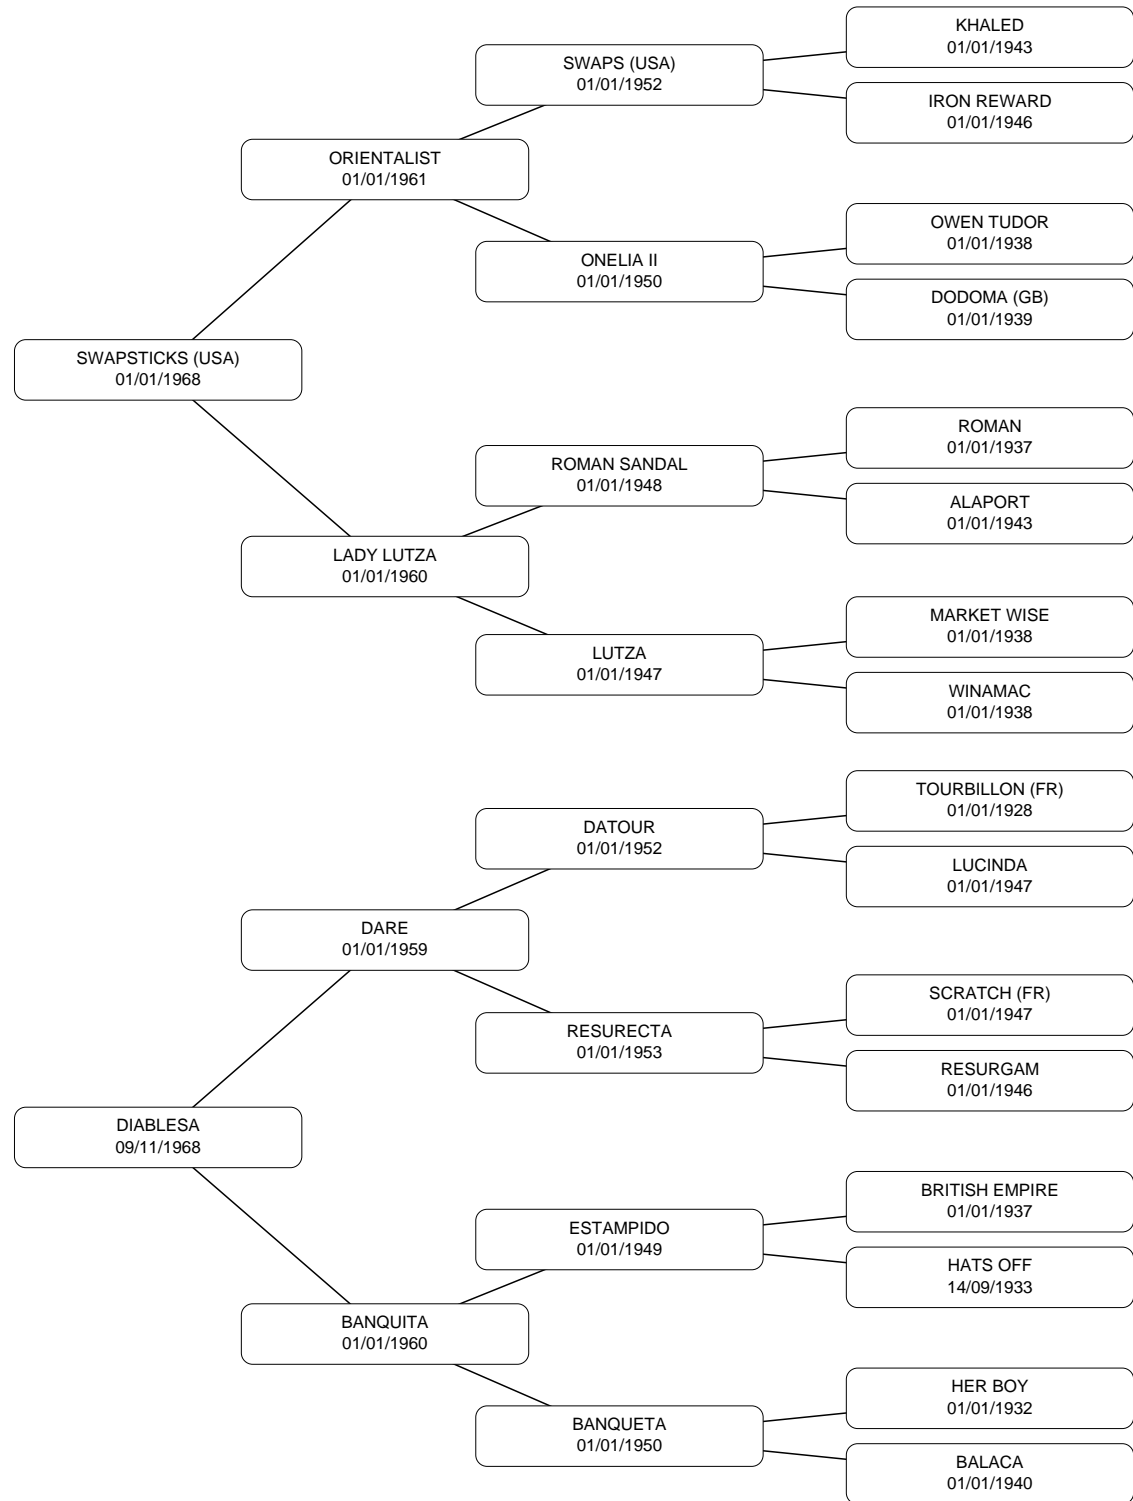 KHALED
01/01/1943
SWAPS (USA)
01/01/1952
IRON REWARD
01/01/1946
ORIENTALIST
01/01/1961
OWEN TUDOR
01/01/1938
ONELIA II
01/01/1950
DODOMA (GB)
01/01/1939
SWAPSTICKS (USA)
01/01/1968
ROMAN
01/01/1937
ROMAN SANDAL
01/01/1948
ALAPORT
01/01/1943
LADY LUTZA
01/01/1960
MARKET WISE
01/01/1938
LUTZA
01/01/1947
WINAMAC
01/01/1938
TOURBILLON (FR)
01/01/1928
DATOUR
01/01/1952
LUCINDA
01/01/1947
DARE
01/01/1959
SCRATCH (FR)
01/01/1947
RESURECTA
01/01/1953
RESURGAM
01/01/1946
DIABLESA
09/11/1968
BRITISH EMPIRE
01/01/1937
ESTAMPIDO
01/01/1949
HATS OFF
14/09/1933
BANQUITA
01/01/1960
HER BOY
01/01/1932
BANQUETA
01/01/1950
BALACA
01/01/1940